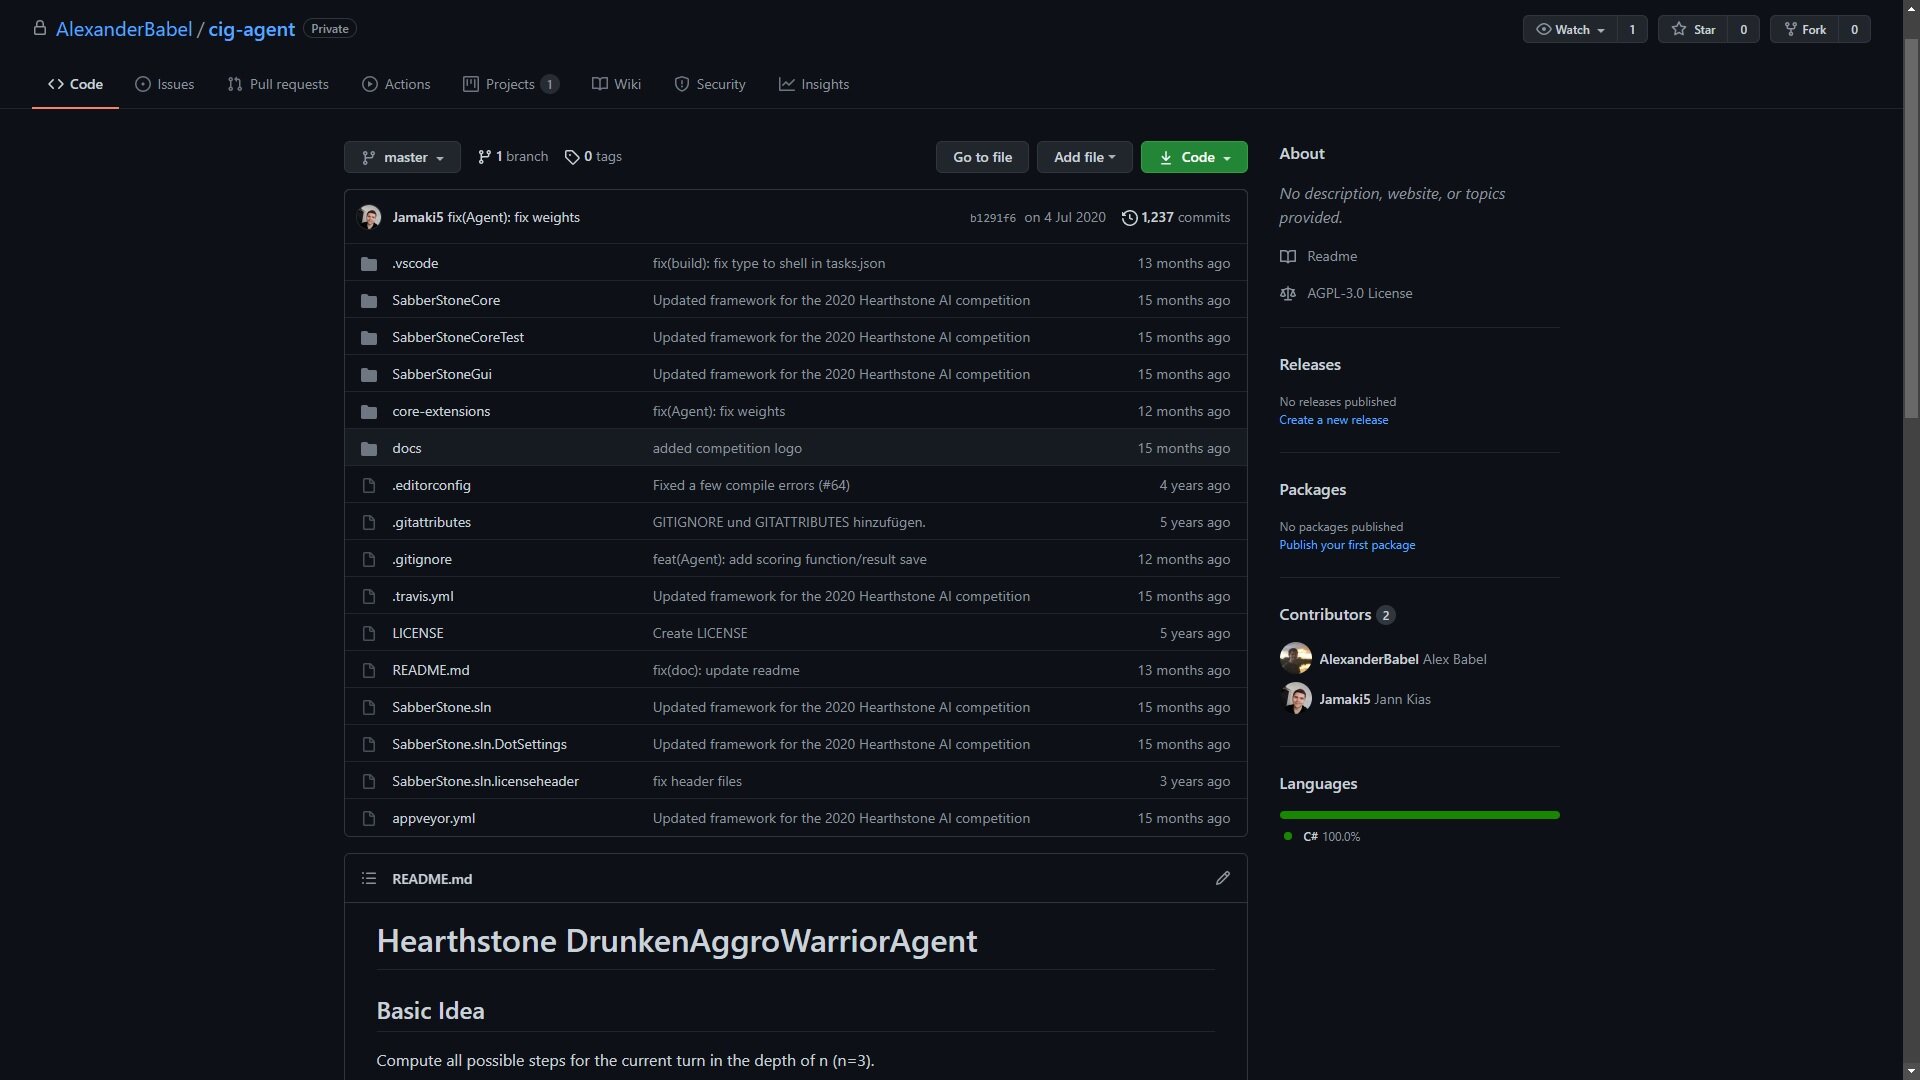 AlexanderBabel / cig-agent Private
Watch 1 Star 0 Fork 0
Code Issues Pull requests Actions Projects 1 Wiki Security Insights
master 1 branch 0 tags Go to file Add file Code
Jamaki5 fix(Agent): fix weights b1291f6 on 4 Jul 2020 1,237 commits
.vscode fix(build): fix type to shell in tasks.json 13 months ago
SabberStoneCore Updated framework for the 2020 Hearthstone AI competition 15 months ago
SabberStoneCoreTest Updated framework for the 2020 Hearthstone AI competition 15 months ago
SabberStoneGui Updated framework for the 2020 Hearthstone AI competition 15 months ago
core-extensions fix(Agent): fix weights 12 months ago
docs added competition logo 15 months ago
.editorconfig Fixed a few compile errors (#64) 4 years ago
.gitattributes GITIGNORE und GITATTRIBUTES hinzufügen. 5 years ago
.gitignore feat(Agent): add scoring function/result save 12 months ago
.travis.yml Updated framework for the 2020 Hearthstone AI competition 15 months ago
LICENSE Create LICENSE 5 years ago
README.md fix(doc): update readme 13 months ago
SabberStone.sln Updated framework for the 2020 Hearthstone AI competition 15 months ago
SabberStone.sln.DotSettings Updated framework for the 2020 Hearthstone AI competition 15 months ago
SabberStone.sln.licenseheader fix header files 3 years ago
appveyor.yml Updated framework for the 2020 Hearthstone AI competition 15 months ago
README.md
Hearthstone DrunkenAggroWarriorAgent
Basic Idea
Compute all possible steps for the current turn in the depth of n (n=3).
About
No description, website, or topics
provided.
Readme
AGPL-3.0 License
Releases
No releases published
Create a new release
Packages
No packages published
Publish your first package
Contributors 2
AlexanderBabel Alex Babel
Jamaki5 Jann Kias
Languages
C# 100.0%